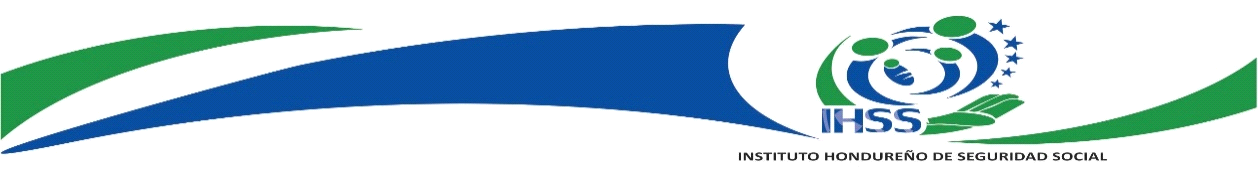 IHSS
INSTITUTO HONDUREÑO DE SEGURIDAD SOCIAL